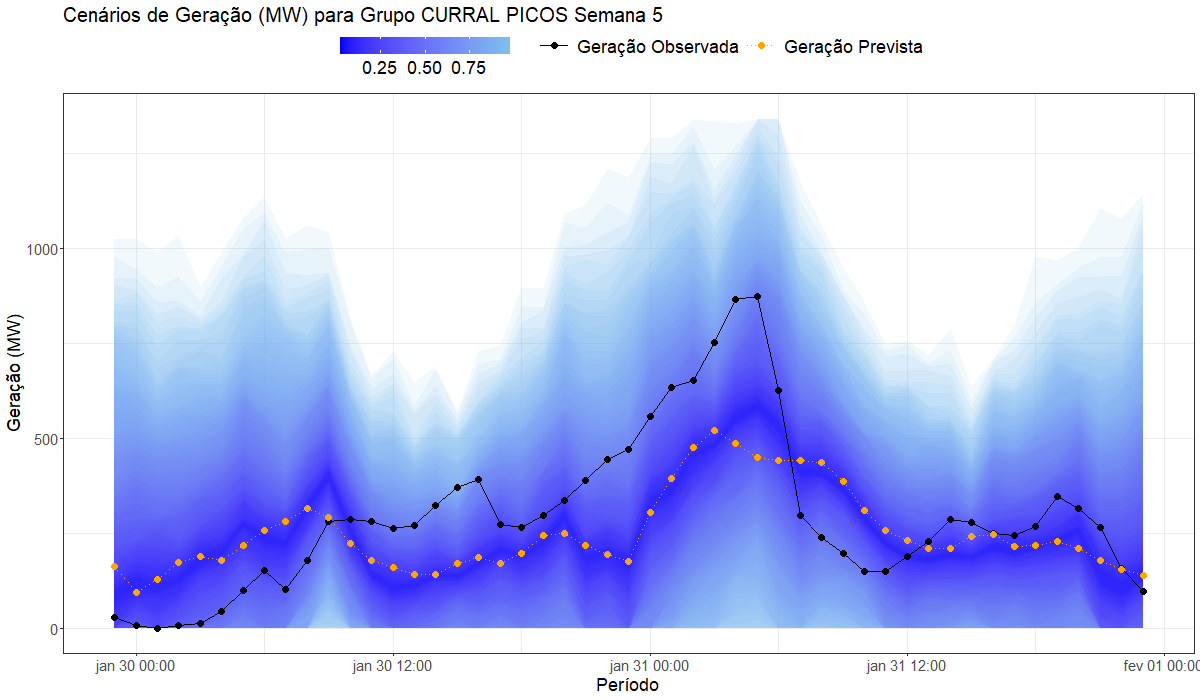 Cenários de Geração (MW) para Grupo CURRAL PICOS Semana 5
0.25 0.50 0.75
Geração Observada
Geração Prevista
Geração (MW)
1000
500
0
jan 30 00:00
jan 30 12:00
jan 31 00:00
jan 31 12:00
fev 01 00:00
Período